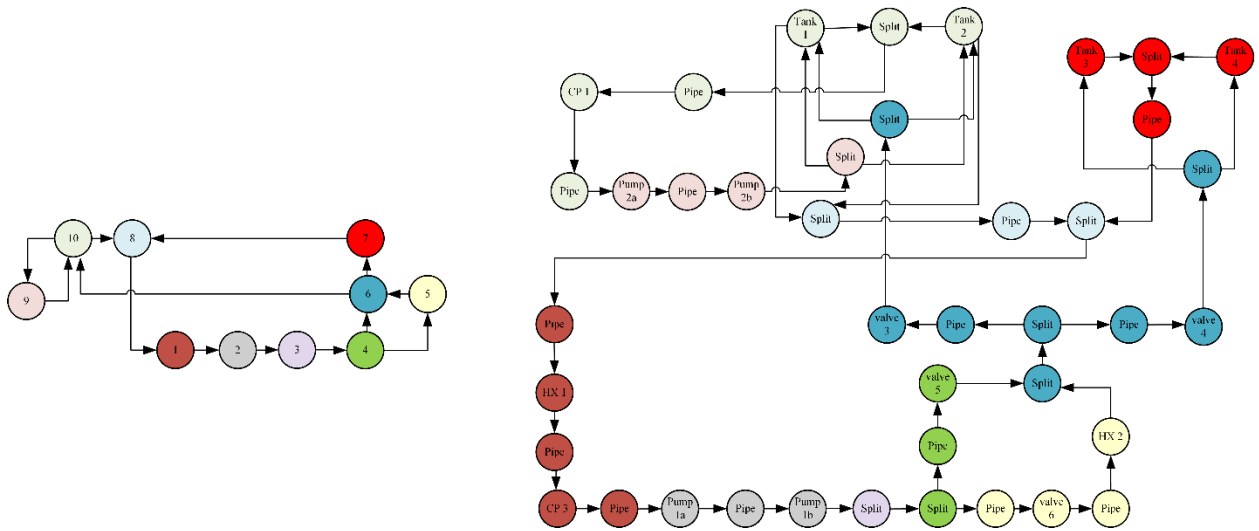 10
8
7
9
6
5
1
2
3
4
Tank
1
Split
Tank
2
CP 1
Pipe
Split
Split
Pipe
Pump
2a
Pipe
Pump
2b
Split
Pipe
Split
Tank
3
Split
Tank
4
Pipe
Split
Pipe
HX 1
Pipe
CP 3
Pipe
Pump
1a
Pipe
Pump
1b
Split
Split
Pipe
valve
6
Pipe
valve
3
Pipe
Split
Pipe
valve
4
valve
5
Split
Pipe
HX 2